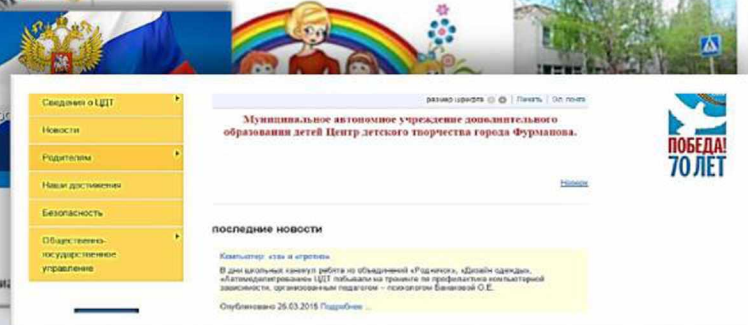 Сведения о ЦДТ
Новости
Родителям
Наши достижения
Безопасность
Общественно-
государственное
управление
размер шрифта
Печать
Эл. почта
Муниципальное автономное учреждение дополнительного
образования детей Центр детского творчества города Фурманова.
последние новости
Компьютер: «за» и «против»
В дни школьных каникул ребята из объединений «Родничок», «Дизайн одежды»,
«Автомоделирование» ЦДТ побывали на тренинге по профилактике компьютерной
зависимости, организованным педагогом – психологом Е.О.
Опубликовано 26.03.2015 Подробнее ...
ПОБЕДА!
70 ЛЕТ